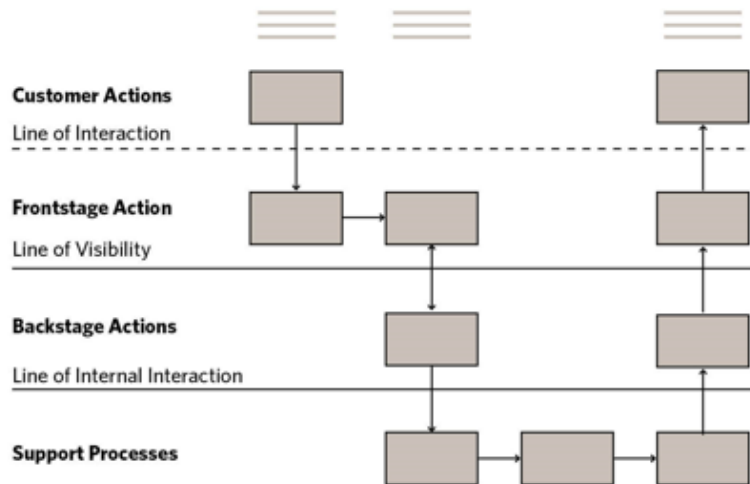 Customer Actions
Line of Interaction
Frontstage Action
Line of Visibility
Backstage Actions
Line of Internal Interaction
Support Processes